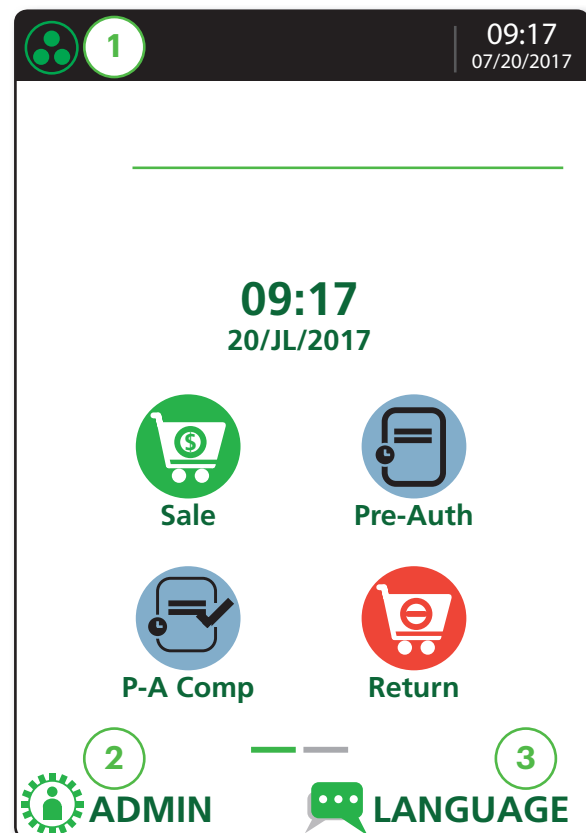 1
09:17
07/20/2017
09:17
20/JL/2017
$
Sale
Pre-Auth
P-A Comp
Return
2
3
ADMIN
LANGUAGE